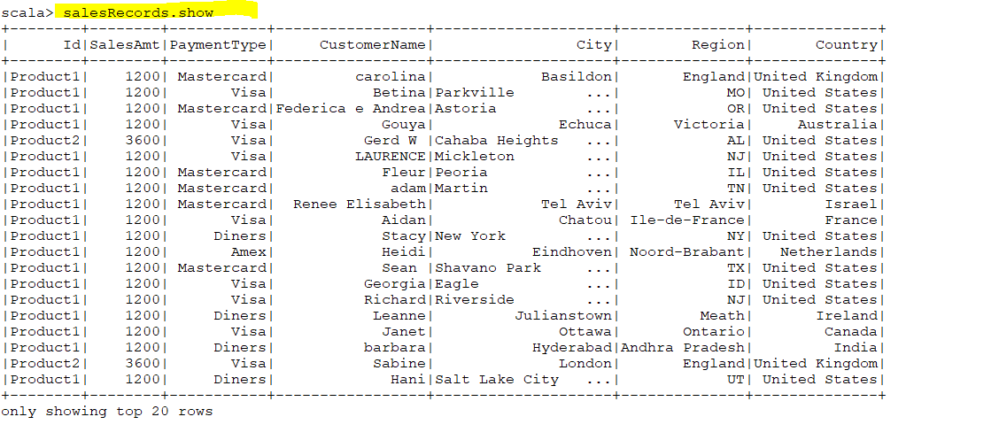 scala> salesRecords.show
+--------+--------+-----------+-----------------+--------------------+--------------+--------------+
|      Id|SalesAmt|PaymentType|     CustomerName|                City|        Region|       Country|
+--------+--------+-----------+-----------------+--------------------+--------------+--------------+
|Product1|    1200| Mastercard|         carolina|            Basildon|       England|United Kingdom|
|Product1|    1200|       Visa|           Betina|Parkville        ...|            MO| United States|
|Product1|    1200| Mastercard|Federica e Andrea|Astoria          ...|            OR| United States|
|Product1|    1200|       Visa|            Gouya|              Echuca|      Victoria|     Australia|
|Product2|    3600|       Visa|          Gerd W |Cahaba Heights   ...|            AL| United States|
|Product1|    1200|       Visa|         LAURENCE|Mickleton        ...|            NJ| United States|
|Product1|    1200| Mastercard|            Fleur|Peoria           ...|            IL| United States|
|Product1|    1200| Mastercard|             adam|Martin           ...|            TN| United States|
|Product1|    1200| Mastercard|  Renee Elisabeth|            Tel Aviv|      Tel Aviv|        Israel|
|Product1|    1200|       Visa|            Aidan|              Chatou| Ile-de-France|        France|
|Product1|    1200|     Diners|            Stacy|New York         ...|            NY| United States|
|Product1|    1200|       Amex|            Heidi|           Eindhoven| Noord-Brabant|   Netherlands|
|Product1|    1200| Mastercard|            Sean |Shavano Park     ...|            TX| United States|
|Product1|    1200|       Visa|          Georgia|Eagle            ...|            ID| United States|
|Product1|    1200|       Visa|          Richard|Riverside        ...|            NJ| United States|
|Product1|    1200|     Diners|           Leanne|         Julianstown|         Meath|       Ireland|
|Product1|    1200|       Visa|            Janet|              Ottawa|       Ontario|        Canada|
|Product1|    1200|     Diners|          barbara|           Hyderabad|Andhra Pradesh|         India|
|Product2|    3600|       Visa|           Sabine|              London|       England|United Kingdom|
|Product1|    1200|     Diners|             Hani|Salt Lake City   ...|            UT| United States|
+--------+--------+-----------+-----------------+--------------------+--------------+--------------+
only showing top 20 rows